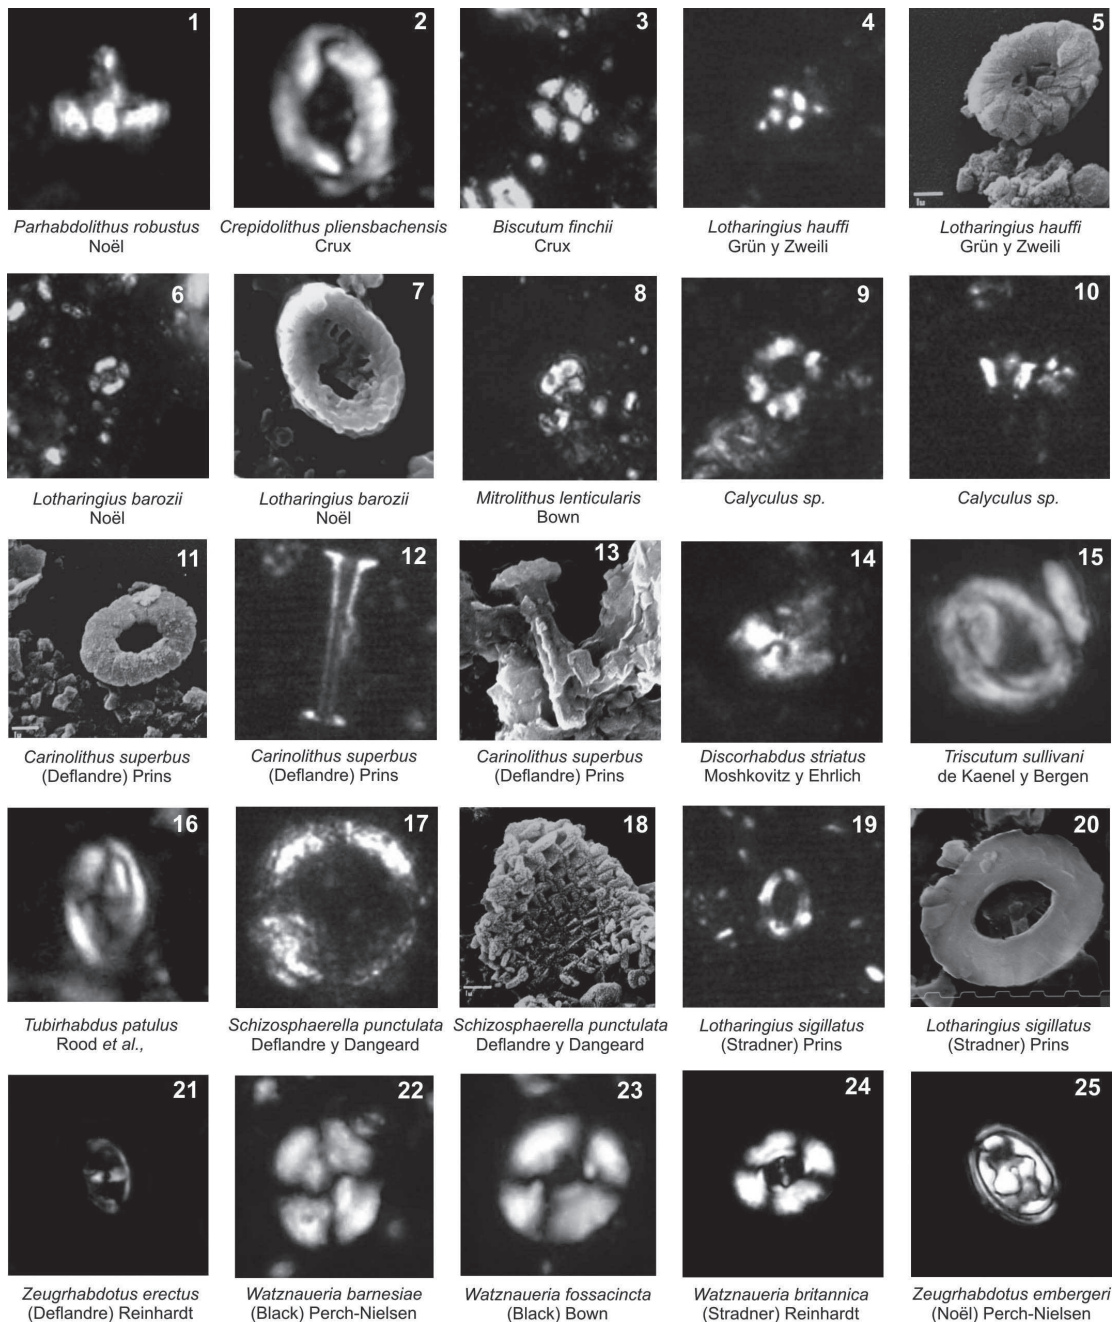 1
2
3
4
5
Parhabdolithus robustus
Noël
Crepidolithus pliensbachensis
Crux
Biscutum finchii
Crux
Lotharingius hauffi
Grün y Zweili
1u
Lotharingius hauffi
Grün y Zweili
6
7
8
9
10
Lotharingius barozii
Noël
Lotharingius barozii
Noël
Mitrolithus lenticularis
Bown
Calyculus sp.
Calyculus sp.
11
12
13
14
15
1u
Carinolithus superbus
(Deflandre) Prins
Carinolithus superbus
(Deflandre) Prins
Carinolithus superbus
(Deflandre) Prins
Discorhabdus striatus
Moshkovitz y Ehrlich
Triscutum sullivani
de Kaenel y Bergen
16
17
18
19
20
1u
Tubirhabdus patulus
Rood et al.,
Schizosphaerella punctulata
Deflandre y Dangeard
Schizosphaerella punctulata
Deflandre y Dangeard
Lotharingius sigillatus
(Stradner) Prins
Lotharingius sigillatus
(Stradner) Prins
21
22
23
24
25
Zeugrhabdotus erectus
(Deflandre) Reinhardt
Watznaueria barnesiae
(Black) Perch-Nielsen
Watznaueria fossacincta
(Black) Bown
Watznaueria britannica
(Stradner) Reinhardt
Zeugrhabdotus embergeri
(Noël) Perch-Nielsen